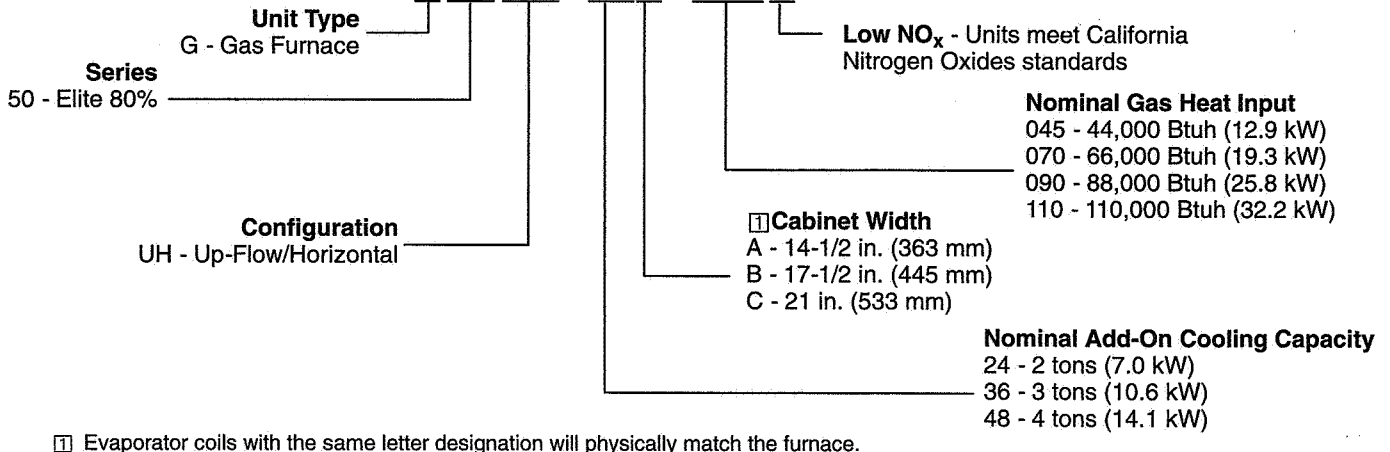 Unit Type
G - Gas Furnace
Low NOx - Units meet California
Nitrogen Oxides standards
Series
50 - Elite 80%
Nominal Gas Heat Input
045 - 44,000 Btuh (12.9 kW)
070 - 66,000 Btuh (19.3 kW)
090 - 88,000 Btuh (25.8 kW)
110 - 110,000 Btuh (32.2 kW)
Configuration
UH - Up-Flow/Horizontal
1 Cabinet Width
A - 14-1/2 in. (363 mm)
B - 17-1/2 in. (445 mm)
C - 21 in. (533 mm)
Nominal Add-On Cooling Capacity
24 - 2 tons (7.0 kW)
36 - 3 tons (10.6 kW)
48 - 4 tons (14.1 kW)
1 Evaporator coils with the same letter designation will physically match the furnace.